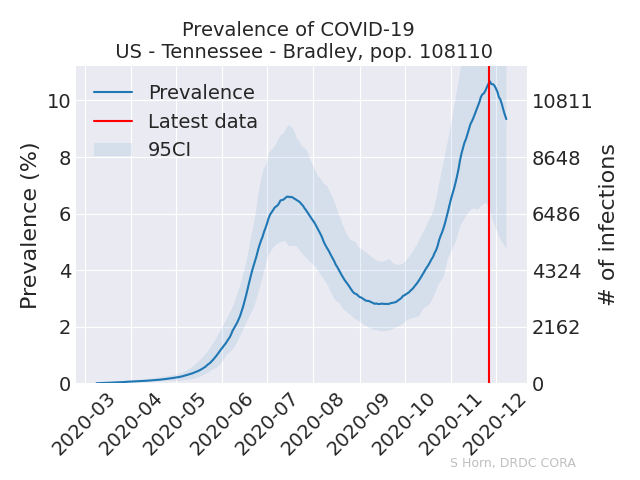 Prevalence of COVID-19
US - Tennessee - Bradley, pop. 108110
Prevalence
Latest data
95CI
Prevalence (%)
10
8
6
4
2
0
10811
8648
6486
4324
2162
0
# of infections
2020-03
2020-04
2020-05
2020-06
2020-07
2020-08
2020-09
2020-10
2020-11
2020-12
S Horn, DRDC CORA